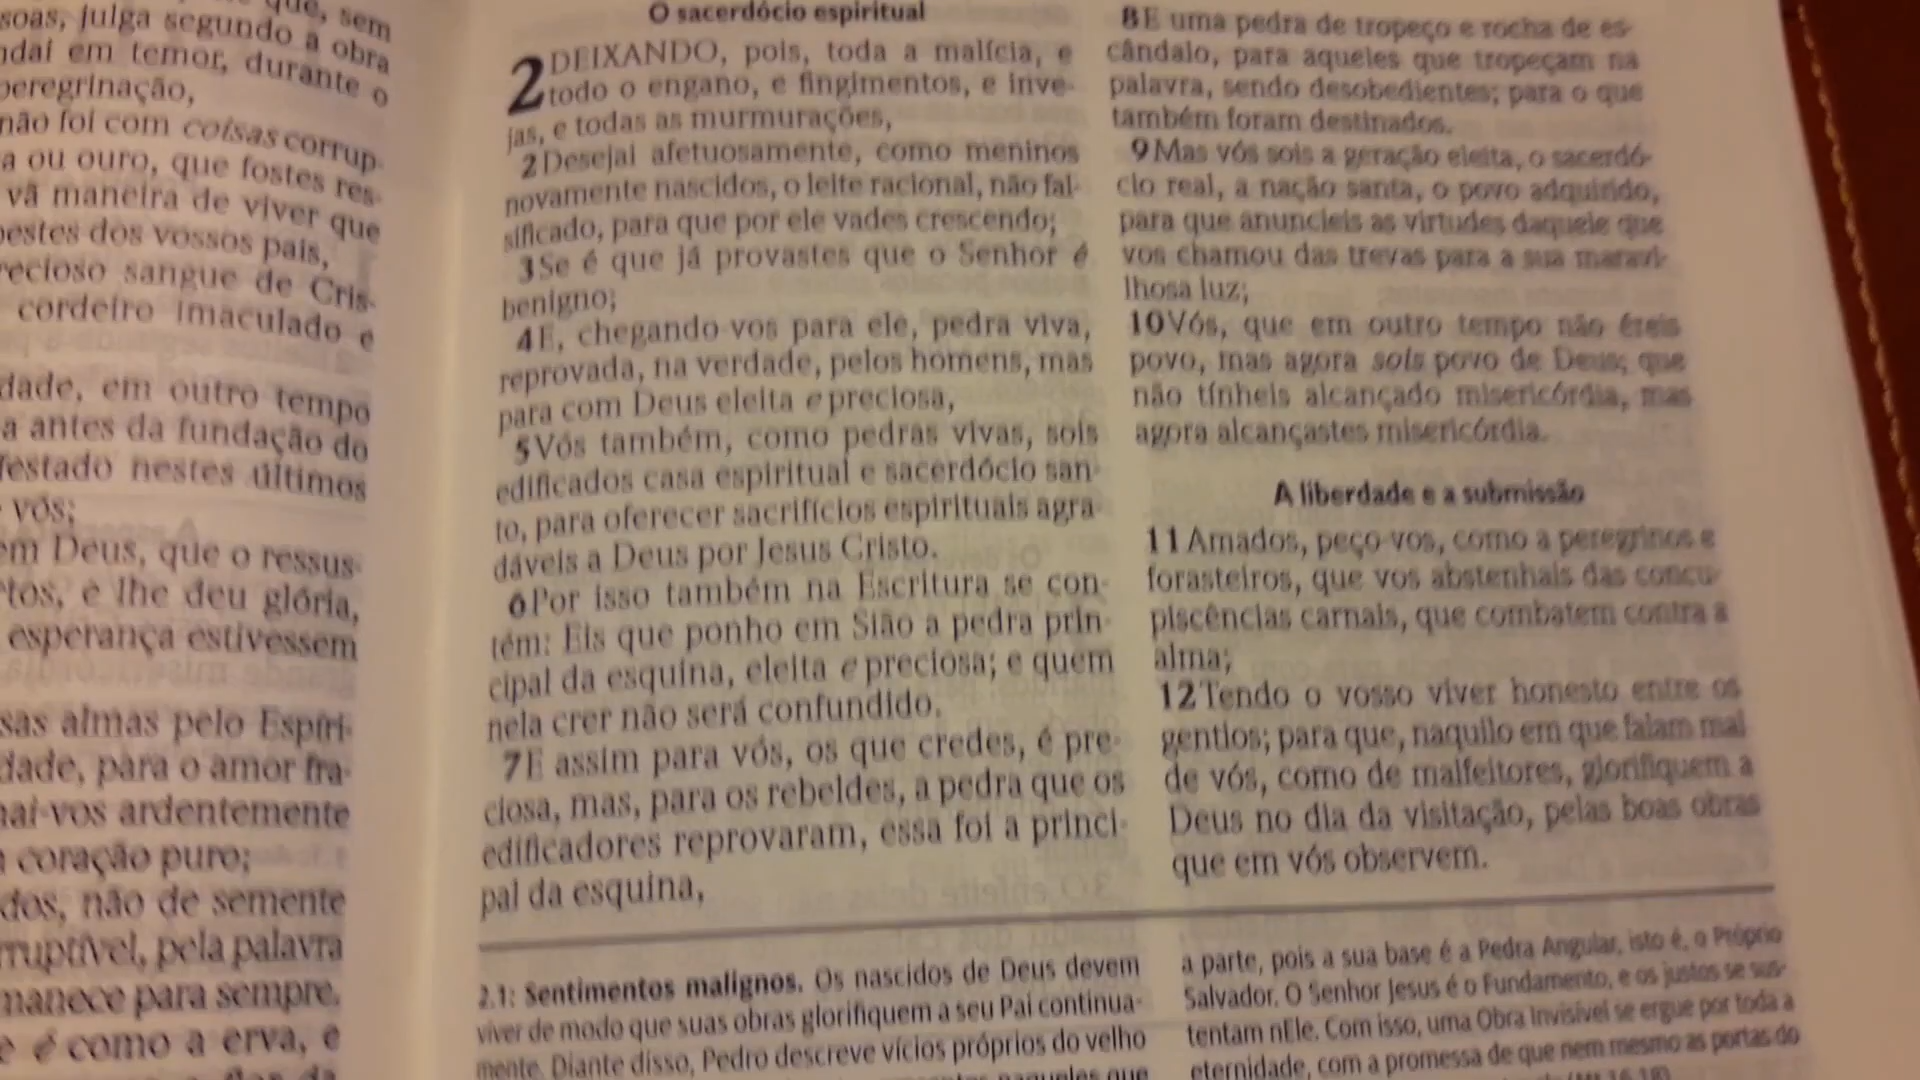 que, sem
soas, julga segundo a obra
ndai em temor, durante o
peregrinação,
não foi com coisas corrup-
a ou ouro, que fostes res-
vã maneira de viver que
bestes dos vossos pais,
recioso sangue de Cris-
cordeiro imaculado e
dade, em outro tempo
a antes da fundação do
festado nestes últimos
vós;
em Deus, que o ressus-
tos, e lhe deu glória,
esperança estivessem
sas almas pelo Espíri-
dade, para o amor fra-
nai-vos ardentemente
coração puro;
dos, não de semente
rruptível, pela palavra
manece para sempre.
e é como a erva, e
flor da
O sacerdócio espiritual
2 DEIXANDO, pois, toda a malícia, e
todo o engano, e fingimentos, e inve-
jas, e todas as murmurações,
2 Desejai afetuosamente, como meninos
novamente nascidos, o leite racional, não fal-
sificado, para que por ele vades crescendo;
3 Se é que já provastes que o Senhor é
benigno;
4 E, chegando-vos para ele, pedra viva,
reprovada, na verdade, pelos homens, mas
para com Deus eleita e preciosa,
5 Vós também, como pedras vivas, sois
edificados casa espiritual e sacerdócio san-
to, para oferecer sacrifícios espirituais agra-
dáveis a Deus por Jesus Cristo.
6 Por isso também na Escritura se con-
tém: Eis que ponho em Sião a pedra prin-
cipal da esquina, eleita e preciosa; e quem
nela crer não será confundido.
7 E assim para vós, os que credes, é pre-
ciosa, mas, para os rebeldes, a pedra que os
edificadores reprovaram, essa foi a princi-
pal da esquina,
8 E uma pedra de tropeço e rocha de es-
cândalo, para aqueles que tropeçam na
palavra, sendo desobedientes; para o que
também foram destinados.
9 Mas vós sois a geração eleita, o sacerdó-
cio real, a nação santa, o povo adquirido,
para que anuncieis as virtudes daquele que
vos chamou das trevas para a sua maravi-
lhosa luz;
10 Vós, que em outro tempo não éreis
povo, mas agora sois povo de Deus; que
não tínheis alcançado misericórdia, mas
agora alcançastes misericórdia.
A liberdade e a submissão
11 Amados, peço-vos, como a peregrinos e
forasteiros, que vos abstenhais das concu-
piscências carnais, que combatem contra a
alma;
12 Tendo o vosso viver honesto entre os
gentios; para que, naquilo em que falam mal
de vós, como de malfeitores, glorifiquem a
Deus no dia da visitação, pelas boas obras
que em vós observem.
2.1: Sentimentos malignos. Os nascidos de Deus devem
viver de modo que suas obras glorifiquem a seu Pai continua-
mente. Diante disso, Pedro descreve vícios próprios do velho
naqueles que
a parte, pois a sua base é a Pedra Angular, isto é, o Próprio
Salvador. O Senhor Jesus é o Fundamento, e os justos se sus-
tentam nEle. Com isso, uma Obra Invisível se ergue por toda a
eternidade, com a promessa de que nem mesmo as portas do